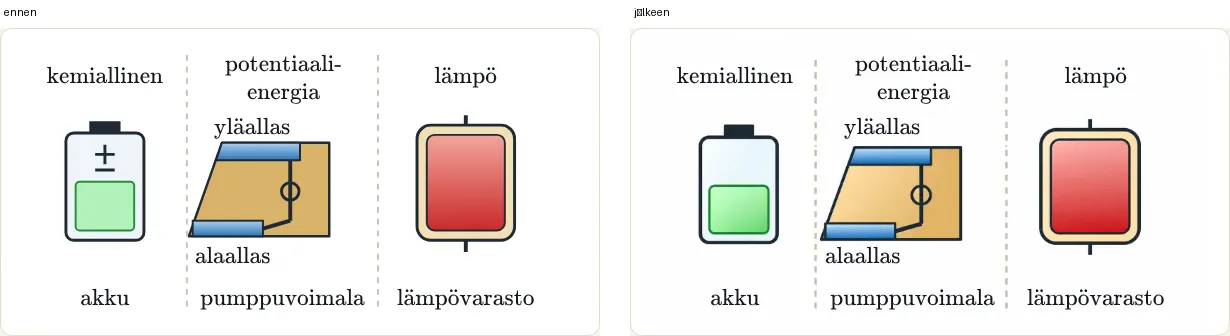 ennen
kemiallinen
potentiaali-
energia
lämpö
yläallas
±
alaallas
akku
pumppuvoimala
lämpövarasto
j▯lkeen
kemiallinen
potentiaali-
energia
lämpö
yläallas
alaallas
akku
pumppuvoimala
lämpövarasto